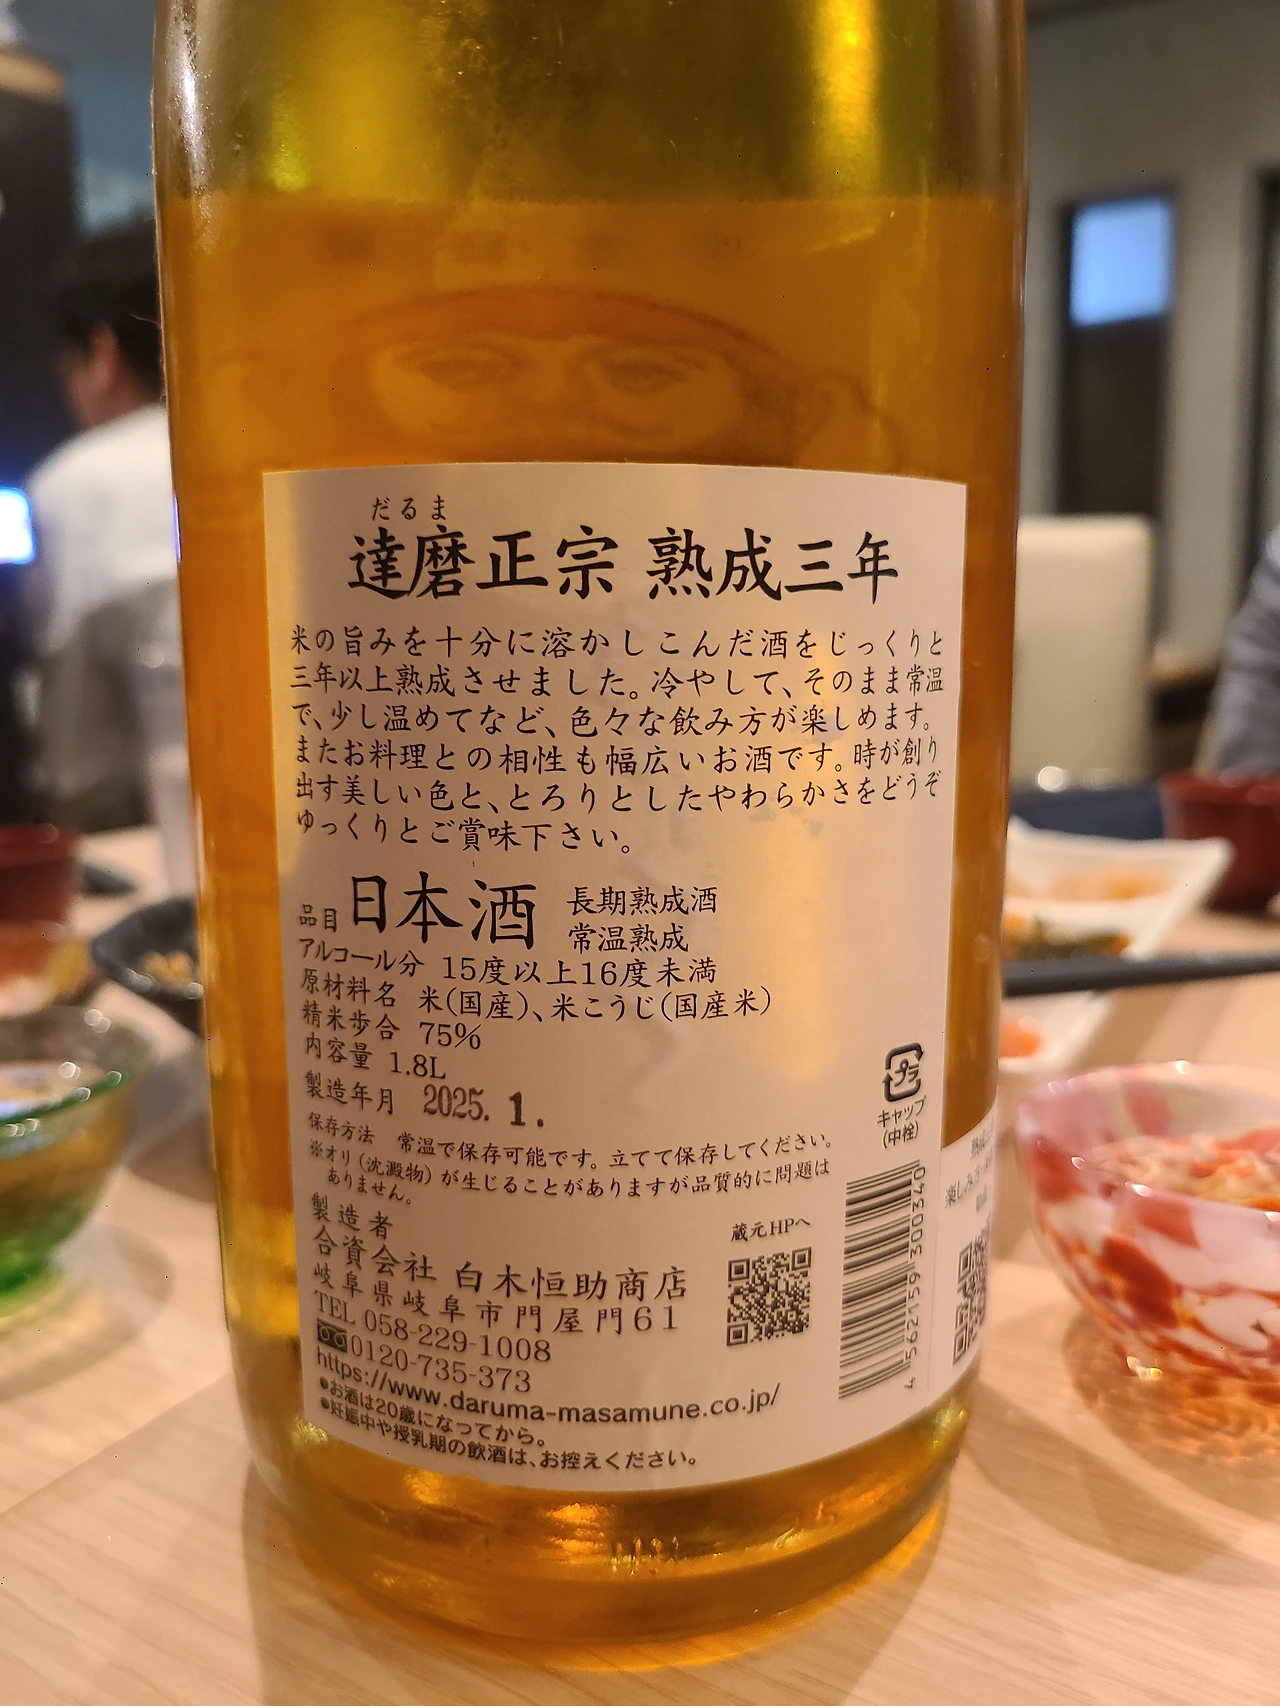 だるま
達磨正宗 熟成三年
米の旨みを十分に溶かしこんだ酒をじっくりと
三年以上熟成させました。冷やして、そのまま常温
で、少し温めてなど、色々な飲み方が楽しめます。
またお料理との相性も幅広いお酒です。時が創り
出す美しい色と、とろりとしたやわらかさをどうぞ
ゆっくりとご賞味下さい。
品目 日本酒 長期熟成酒
常温熟成
アルコール分 15度以上16度未満
原材料名 米(国産)、米こうじ(国産米)
精米歩合 75%
内容量 1.8L
製造年月 2025. 1.
保存方法 常温で保存可能です。立てて保存してください。
※オリ(沈澱物)が生じることがありますが品質的に問題は
ありません。
プラ
キャップ
(中栓)
製造者
合資会社 白木恒助商店
岐阜県岐阜市門屋門61
TEL 058-229-1008
0120-735-373
https://www.daruma-masamune.co.jp/
●お酒は20歳になってから。
●妊娠中や授乳期の飲酒は、お控えください。
蔵元HPへ
4 562159 300340
熟成三
楽しみ方